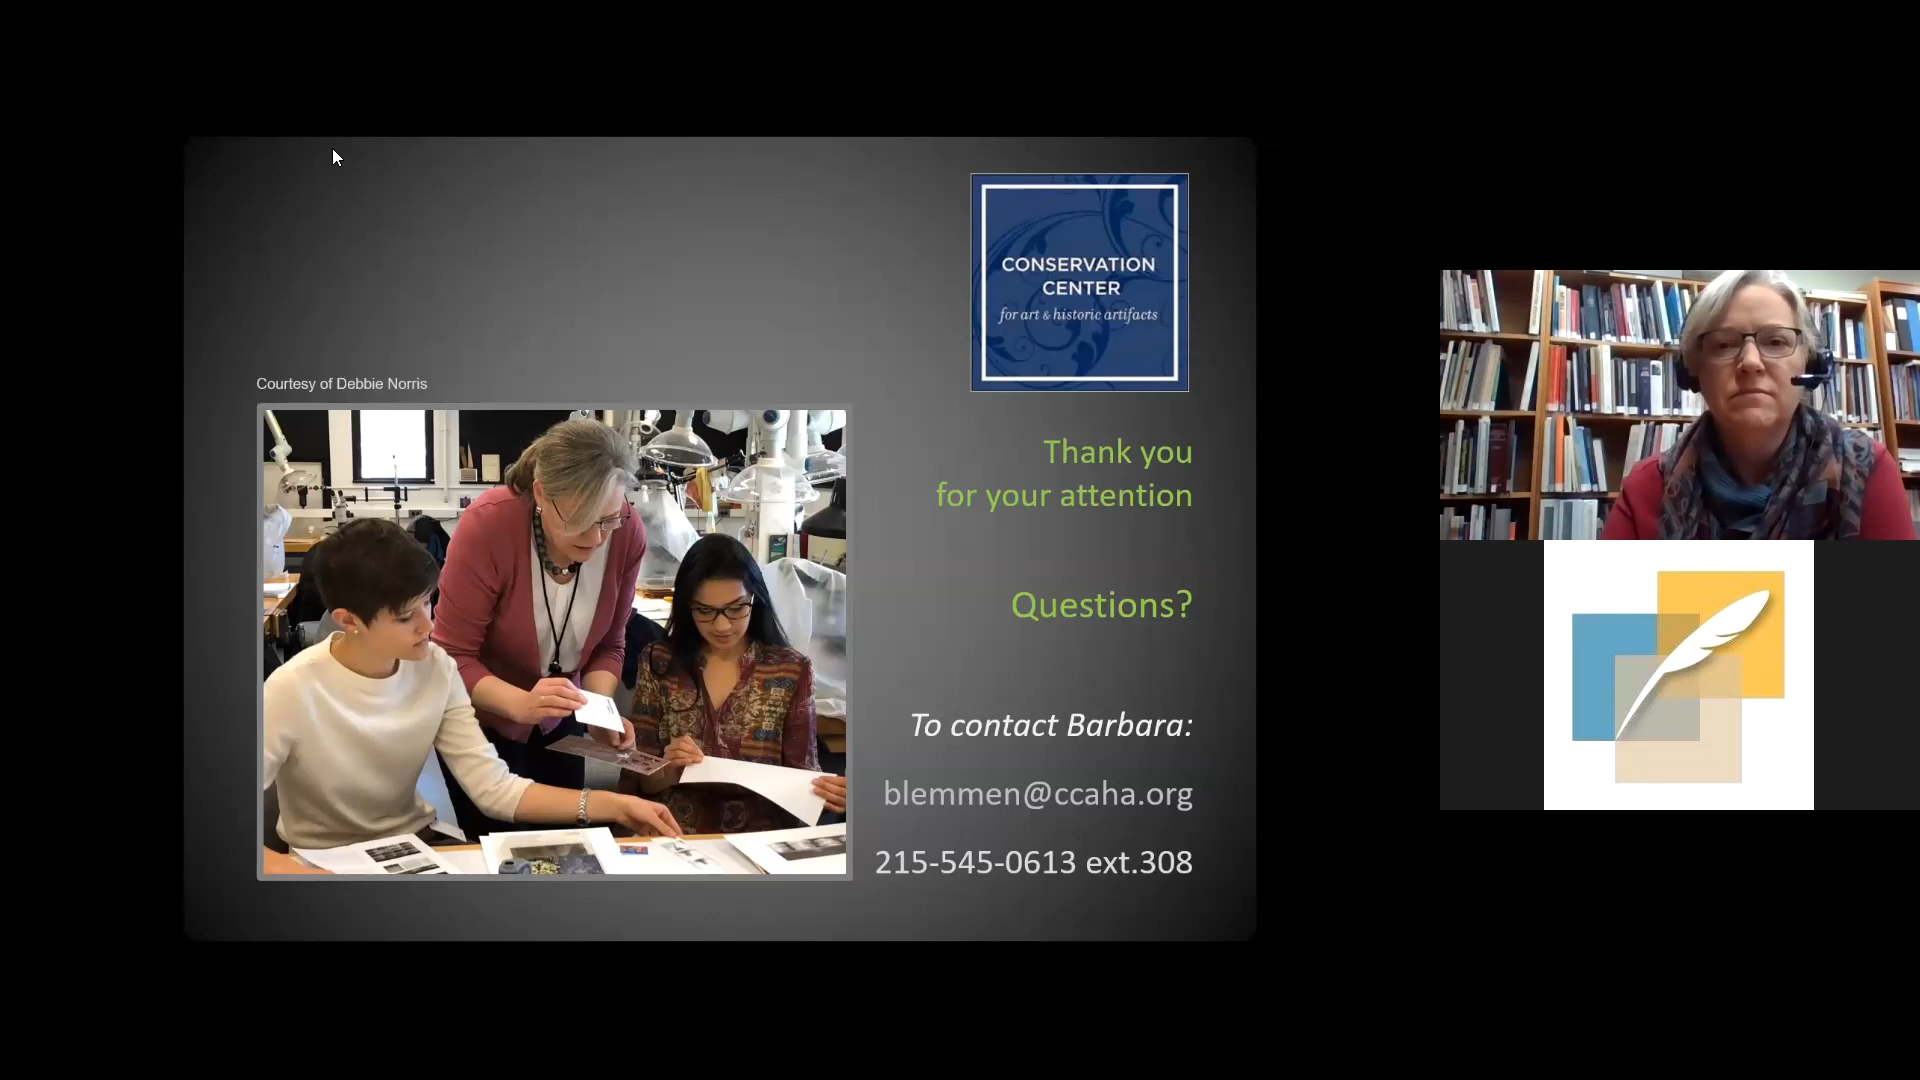 CONSERVATION
CENTER
for art & historic artifacts
Courtesy of Debbie Norris
Thank you
for your attention
Questions?
To contact Barbara:
blemmen@ccaha.org
215-545-0613 ext.308